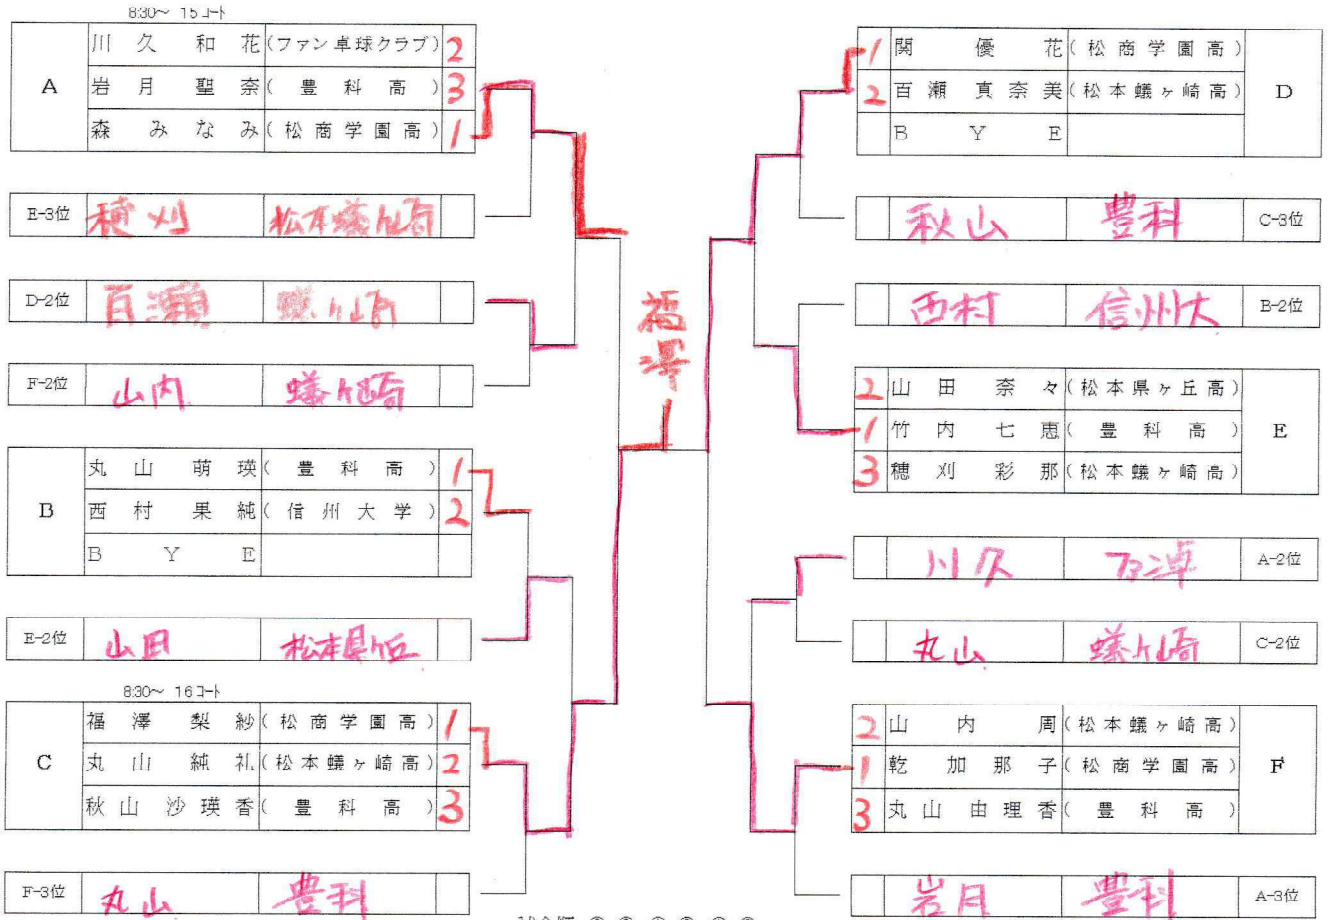 8:30～ 15コート
A
川久 和花 (ファン卓球クラブ) 2
岩月 聖奈 (豊科高) 3
森 みなみ (松商学園高) 1
E-3位 穂刈 松本蟻ヶ崎
D-2位 百瀬 蟻ヶ崎
F-2位 山内 蟻ヶ崎
B
丸山 萌瑛 (豊科高) 1
西村 果純 (信州大学) 2
BYE
E-2位 山田 松本県ヶ丘
8:30～ 16コート
C
福澤 梨紗 (松商学園高) 1
丸山 純礼 (松本蟻ヶ崎高) 2
秋山 沙瑛香 (豊科高) 3
F-3位 丸山 豊科
福澤
1 関 優花 (松商学園高)
2 百瀬 真奈美 (松本蟻ヶ崎高)
BYE
D
秋山 豊科 C-3位
西村 信州大 B-2位
2 山田 奈々 (松本県ヶ丘高)
1 竹内 七恵 (豊科高)
3 穂刈 彩那 (松本蟻ヶ崎高)
E
川久 A-2位
丸山 蟻ヶ崎 C-2位
2 山内 周 (松本蟻ヶ崎高)
1 乾 加那子 (松商学園高)
3 丸山 由理香 (豊科高)
F
岩月 豊科 A-3位